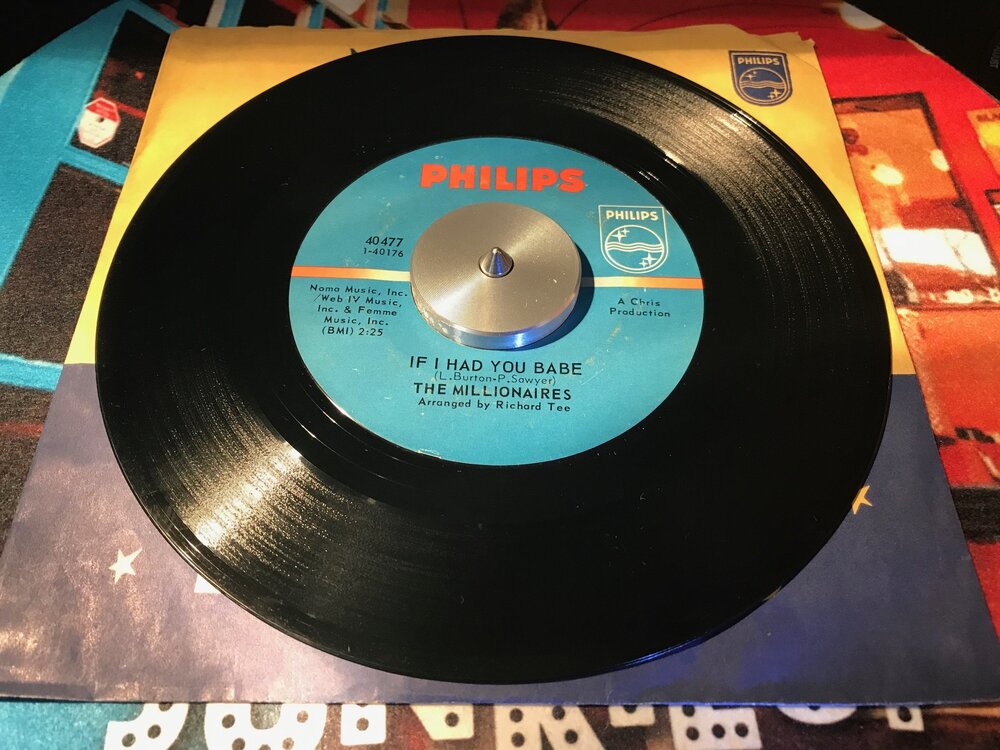 PHILIPS
PHILIPS
PHILIPS
40477
1-40176
Noma Music, Inc.
/Web IV Music,
Inc. & Femme
Music, Inc.
(BMI) 2:25
A Chris
Production
IF I HAD YOU BABE
(L. Burton-P. Sawyer)
THE MILLIONAIRES
Arranged by Richard Tee